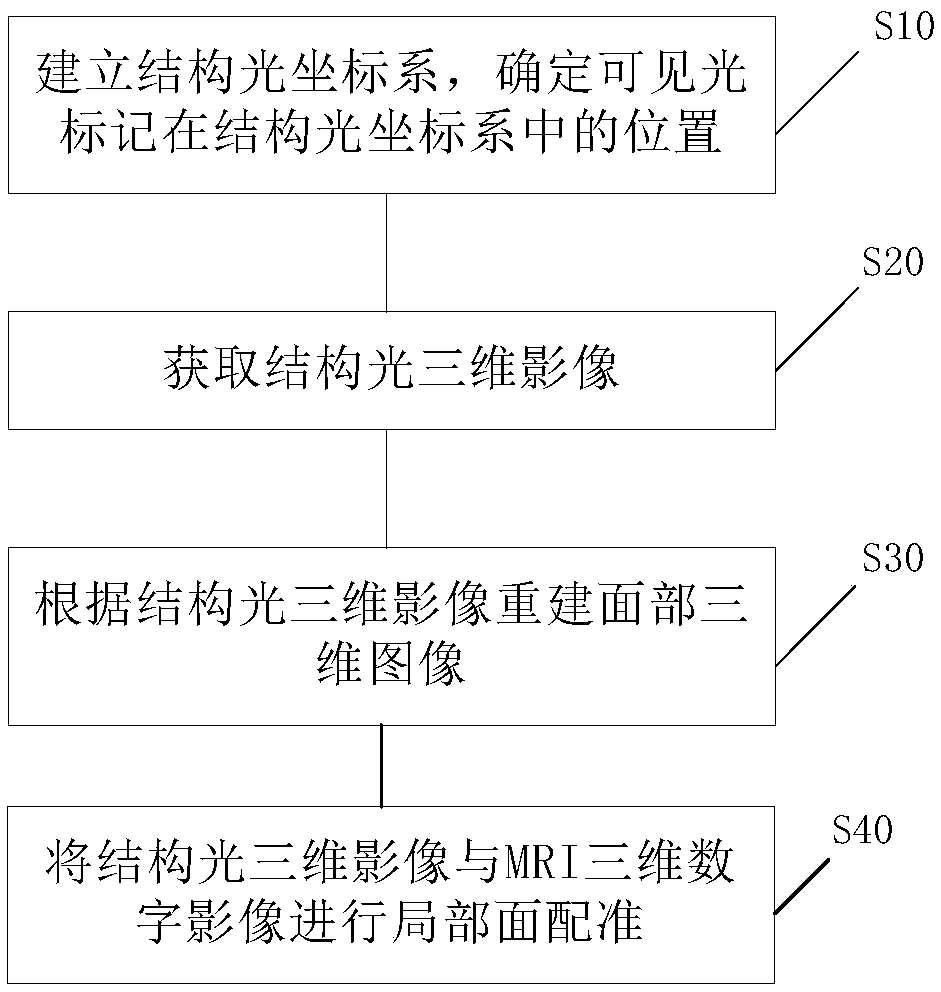 S10
建立结构光坐标系，确定可见光
标记在结构光坐标系中的位置
S20
获取结构光三维影像
S30
根据结构光三维影像重建面部三
维图像
S40
将结构光三维影像与MRI三维数
字影像进行局部面配准